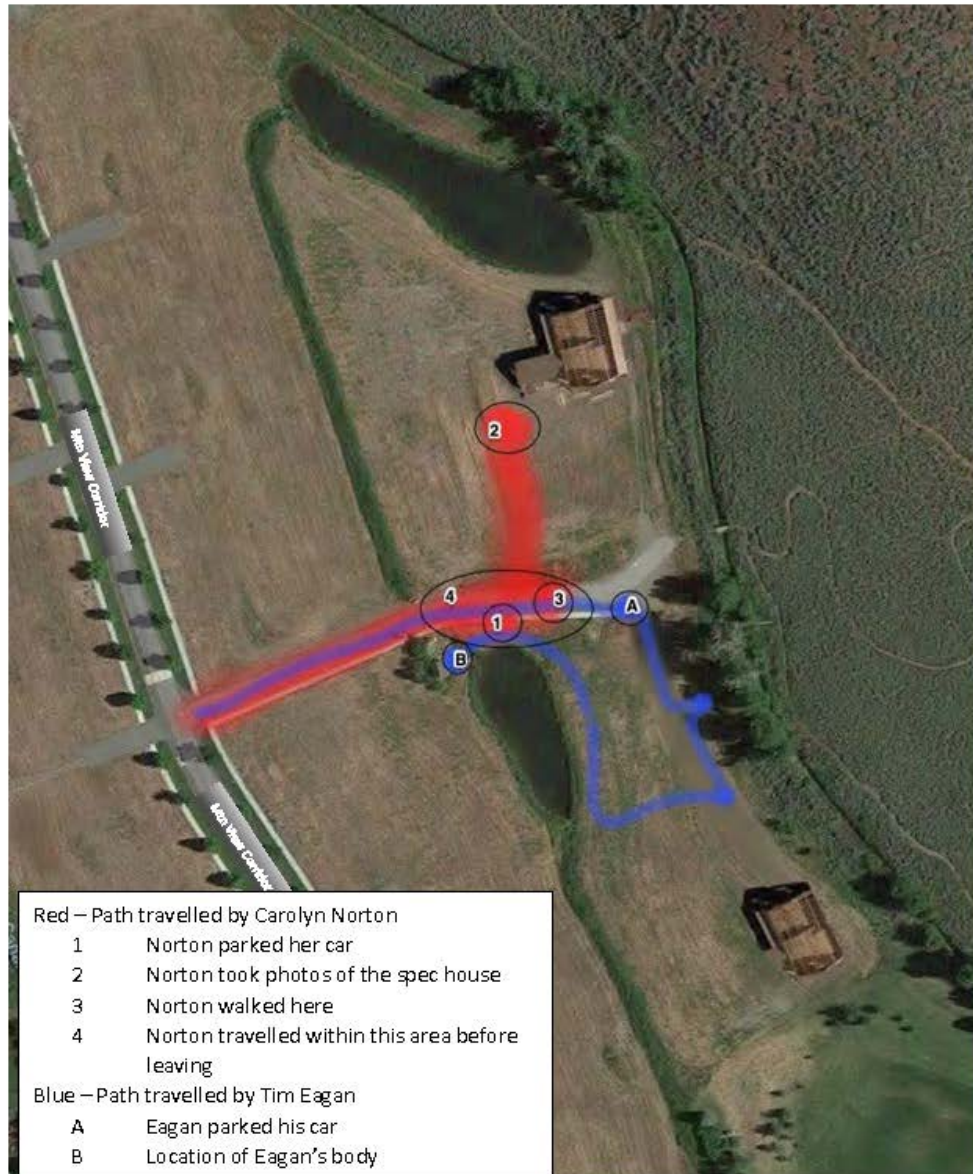 2
4
3
1
A
B
Mtn View Corridor
Mtn View Corridor
Red – Path travelled by Carolyn Norton
1 Norton parked her car
2 Norton took photos of the spec house
3 Norton walked here
4 Norton travelled within this area before
leaving
Blue – Path travelled by Tim Eagan
A Eagan parked his car
B Location of Eagan's body